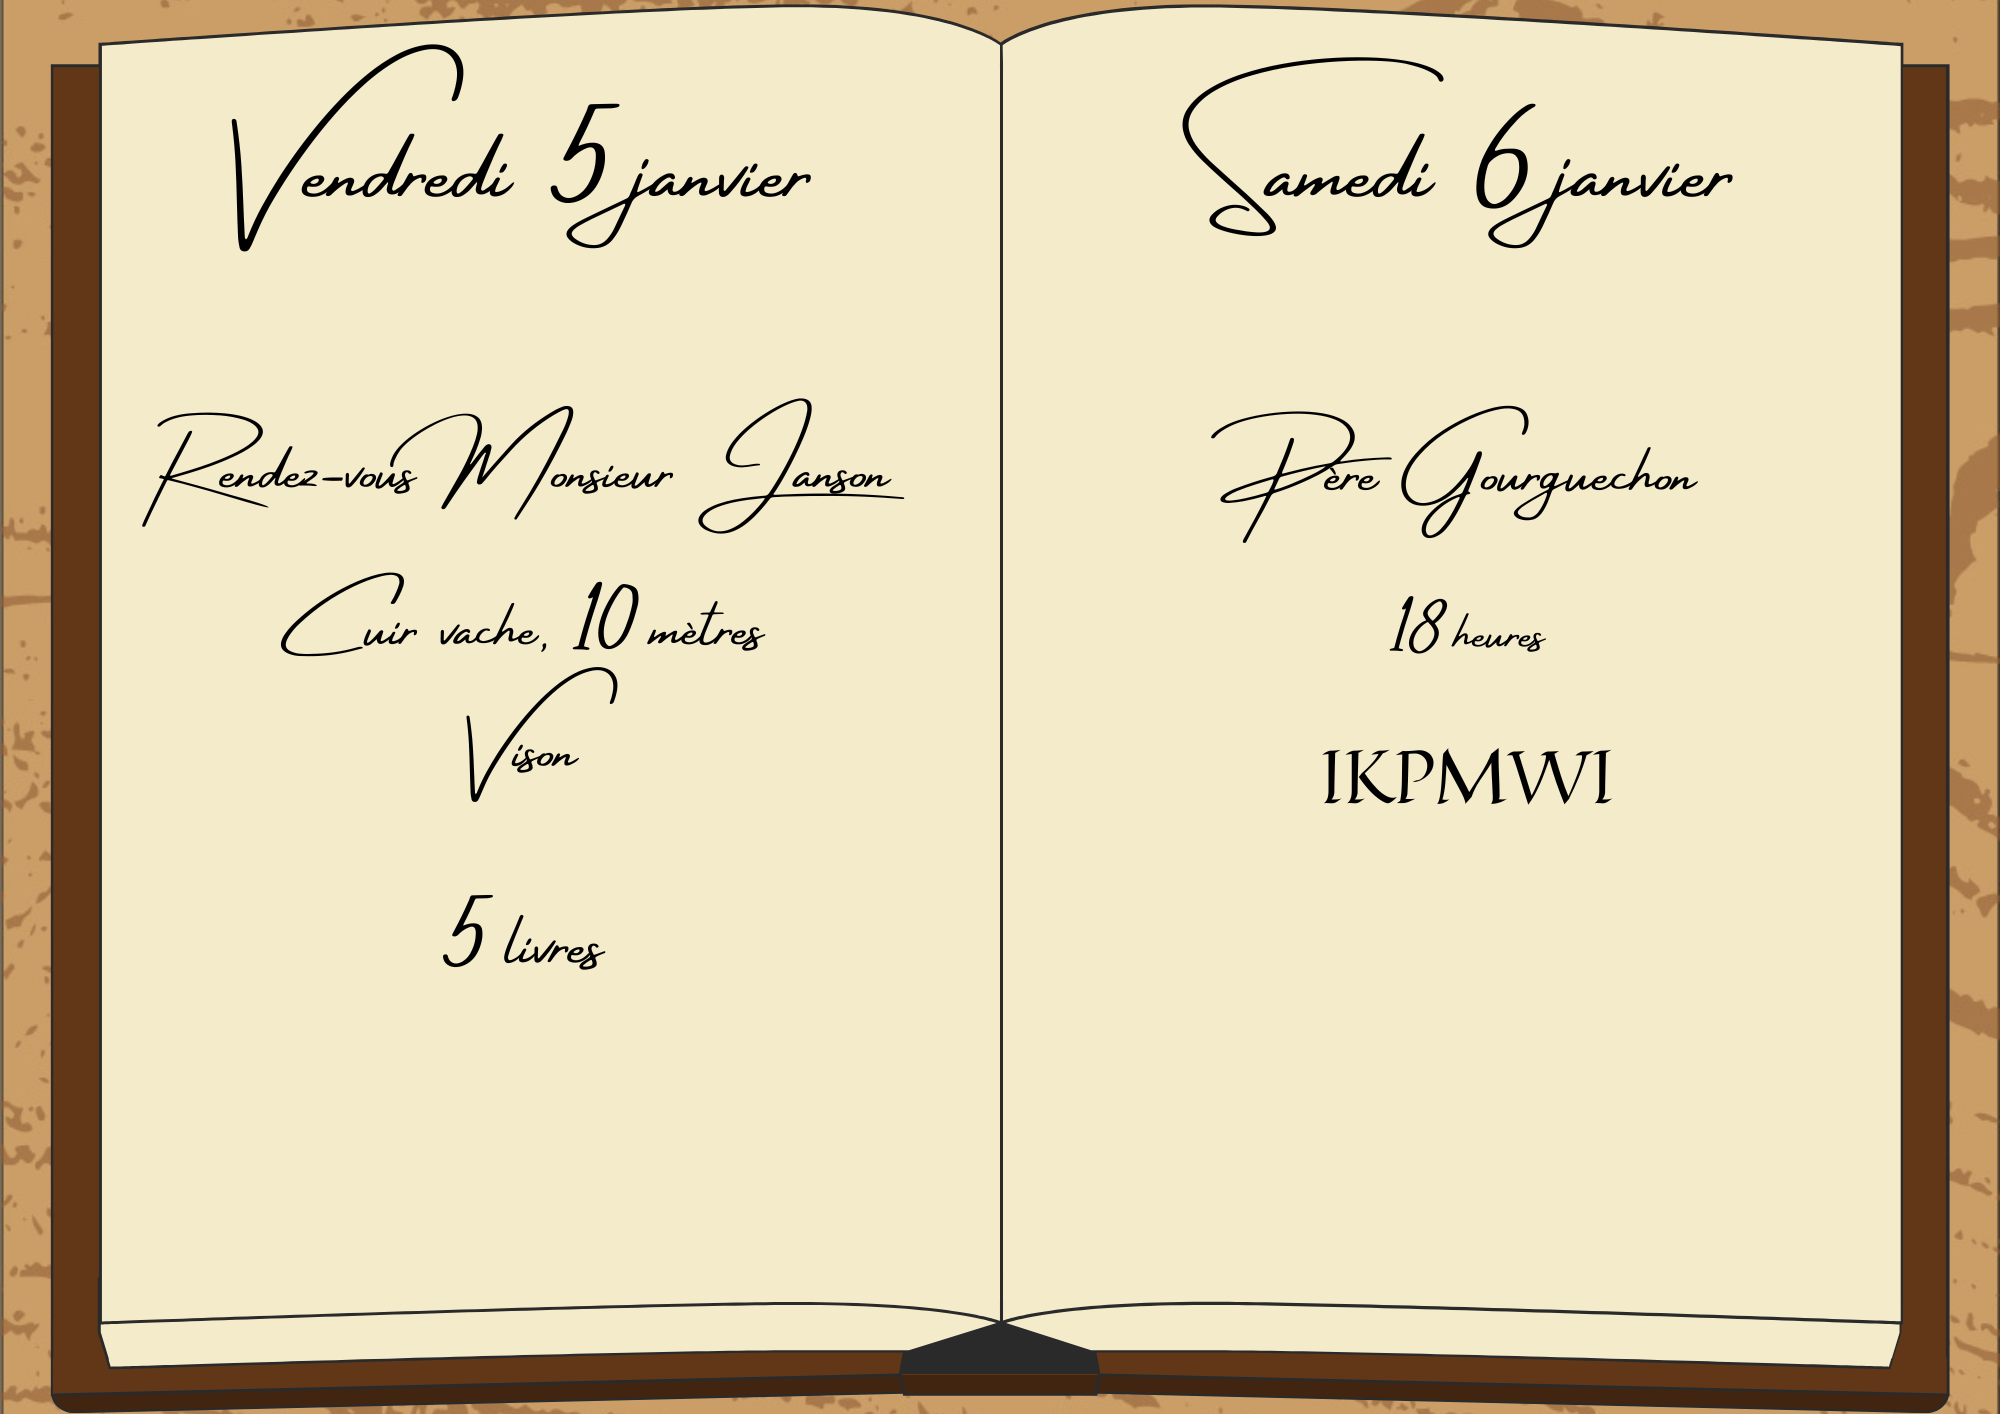 Vendredi 5 janvier
Rendez-vous Monsieur Janson
Cuir vache, 10 mètres
Vison
5 livres
Samedi 6 janvier
Père Gourguechon
18 heures
IKPMWI